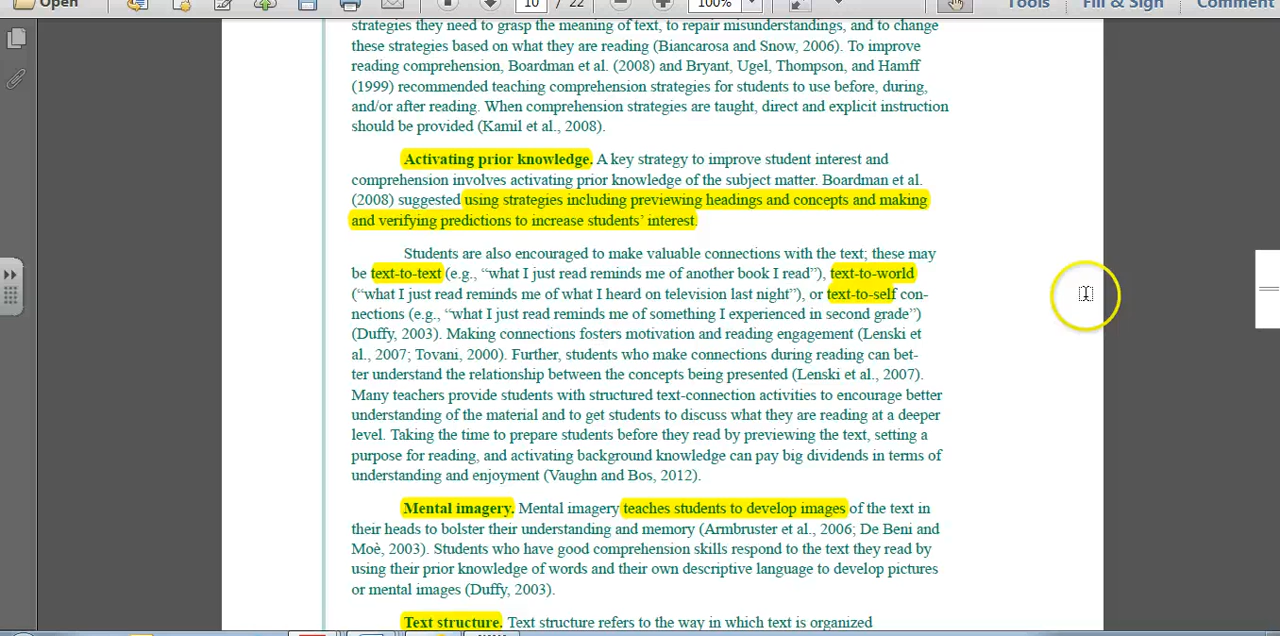 Open
10 / 22
100%
Tools
Fill & Sign
Comment
strategies they need to grasp the meaning of text, to repair misunderstandings, and to change
these strategies based on what they are reading (Biancarosa and Snow, 2006). To improve
reading comprehension, Boardman et al. (2008) and Bryant, Ugel, Thompson, and Hamff
(1999) recommended teaching comprehension strategies for students to use before, during,
and/or after reading. When comprehension strategies are taught, direct and explicit instruction
should be provided (Kamil et al., 2008).
Activating prior knowledge. A key strategy to improve student interest and
comprehension involves activating prior knowledge of the subject matter. Boardman et al.
(2008) suggested using strategies including previewing headings and concepts and making
and verifying predictions to increase students’ interest.
Students are also encouraged to make valuable connections with the text; these may
be text-to-text (e.g., “what I just read reminds me of another book I read”), text-to-world
(“what I just read reminds me of what I heard on television last night”), or text-to-self con-
nections (e.g., “what I just read reminds me of something I experienced in second grade”)
(Duffy, 2003). Making connections fosters motivation and reading engagement (Lenski et
al., 2007; Tovani, 2000). Further, students who make connections during reading can bet-
ter understand the relationship between the concepts being presented (Lenski et al., 2007).
Many teachers provide students with structured text-connection activities to encourage better
understanding of the material and to get students to discuss what they are reading at a deeper
level. Taking the time to prepare students before they read by previewing the text, setting a
purpose for reading, and activating background knowledge can pay big dividends in terms of
understanding and enjoyment (Vaughn and Bos, 2012).
Mental imagery. Mental imagery teaches students to develop images of the text in
their heads to bolster their understanding and memory (Armbruster et al., 2006; De Beni and
Moè, 2003). Students who have good comprehension skills respond to the text they read by
using their prior knowledge of words and their own descriptive language to develop pictures
or mental images (Duffy, 2003).
Text structure. Text structure refers to the way in which text is organized